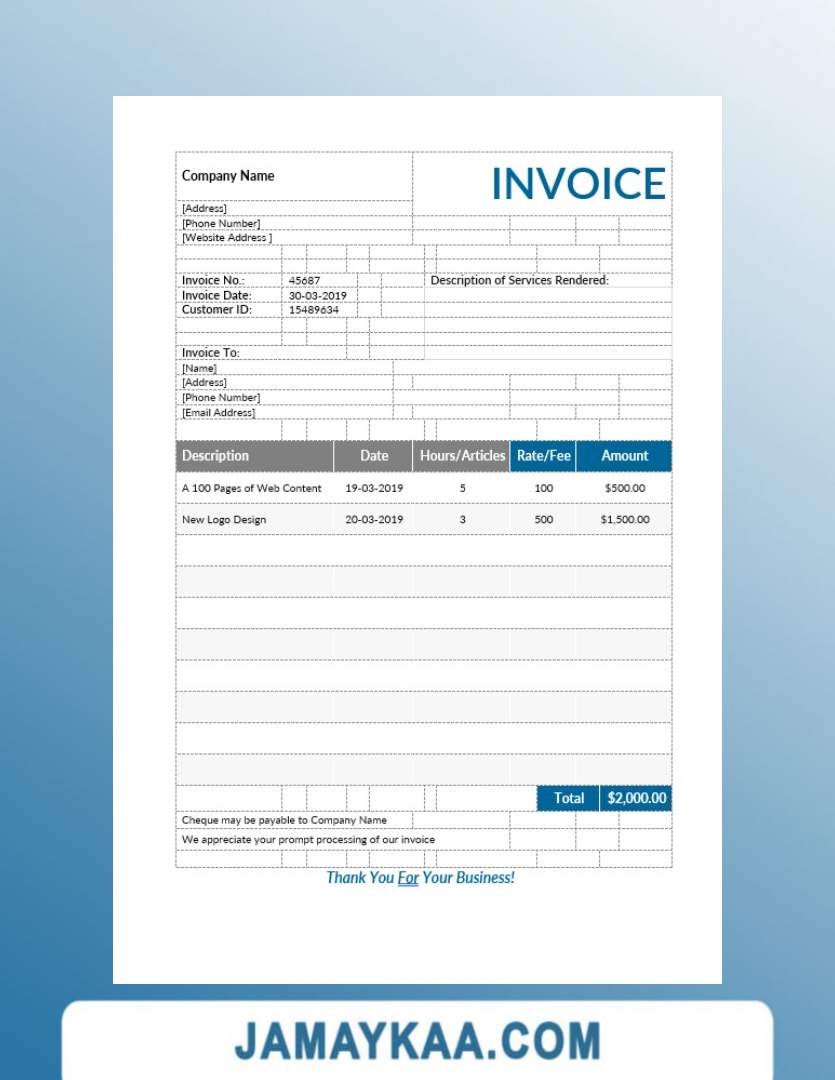 Company Name
INVOICE
[Address]
[Phone Number]
[Website Address ]
Invoice No.: 45687
Description of Services Rendered:
Invoice Date: 30-03-2019
Customer ID: 15489634
Invoice To:
[Name]
[Address]
[Phone Number]
[Email Address]
Description Date Hours/Articles Rate/Fee Amount
A 100 Pages of Web Content 19-03-2019 5 100 $500.00
New Logo Design 20-03-2019 3 500 $1,500.00
Total $2,000.00
Cheque may be payable to Company Name
We appreciate your prompt processing of our invoice
Thank You For Your Business!
JAMAYKAA.COM